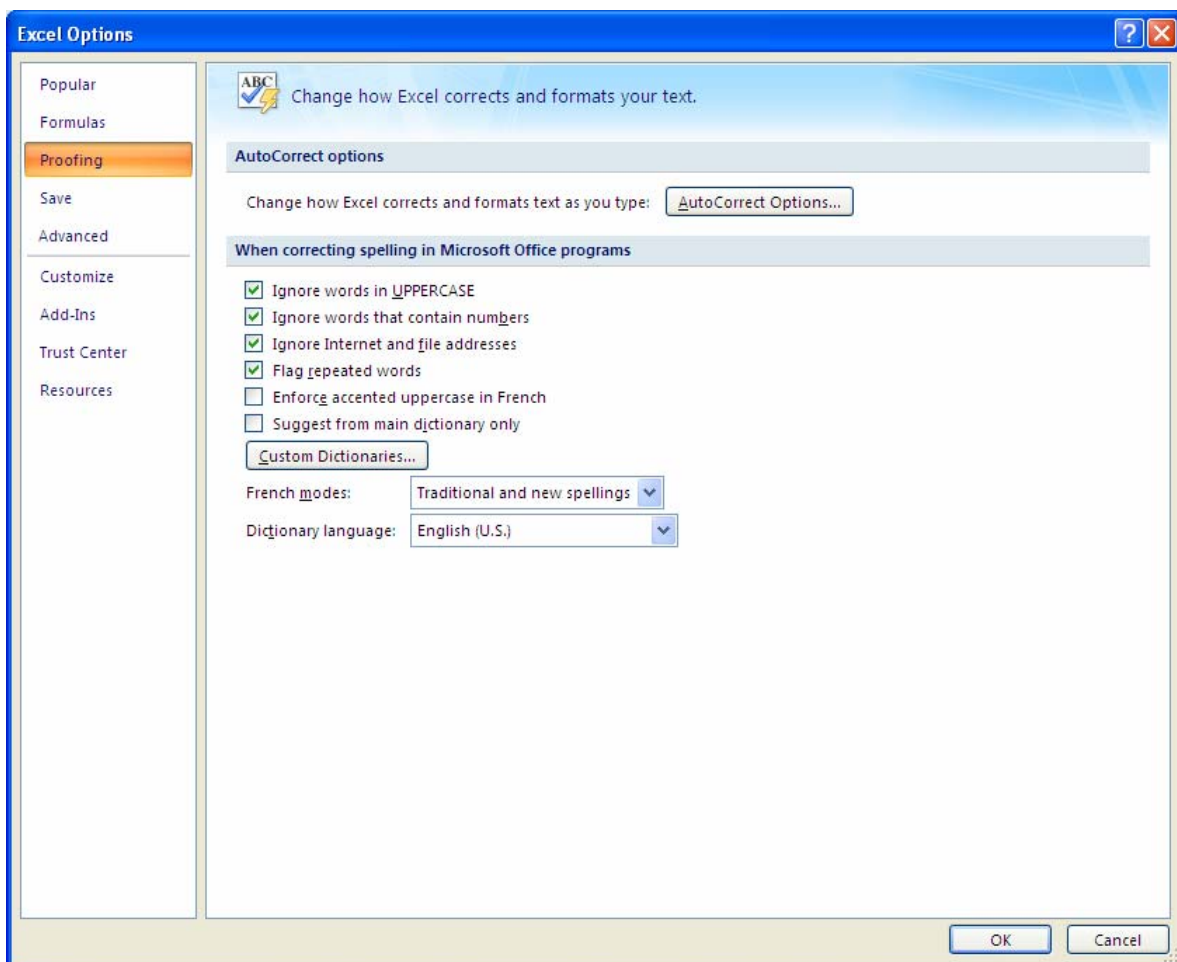 Excel Options
?
Popular
Formulas
Proofing
Save
Advanced
Customize
Add-Ins
Trust Center
Resources
ABC
Change how Excel corrects and formats your text.
AutoCorrect options
Change how Excel corrects and formats text as you type: AutoCorrect Options...
When correcting spelling in Microsoft Office programs
Ignore words in UPPERCASE
Ignore words that contain numbers
Ignore Internet and file addresses
Flag repeated words
Enforce accented uppercase in French
Suggest from main dictionary only
Custom Dictionaries...
French modes: Traditional and new spellings
Dictionary language: English (U.S.)
OK Cancel